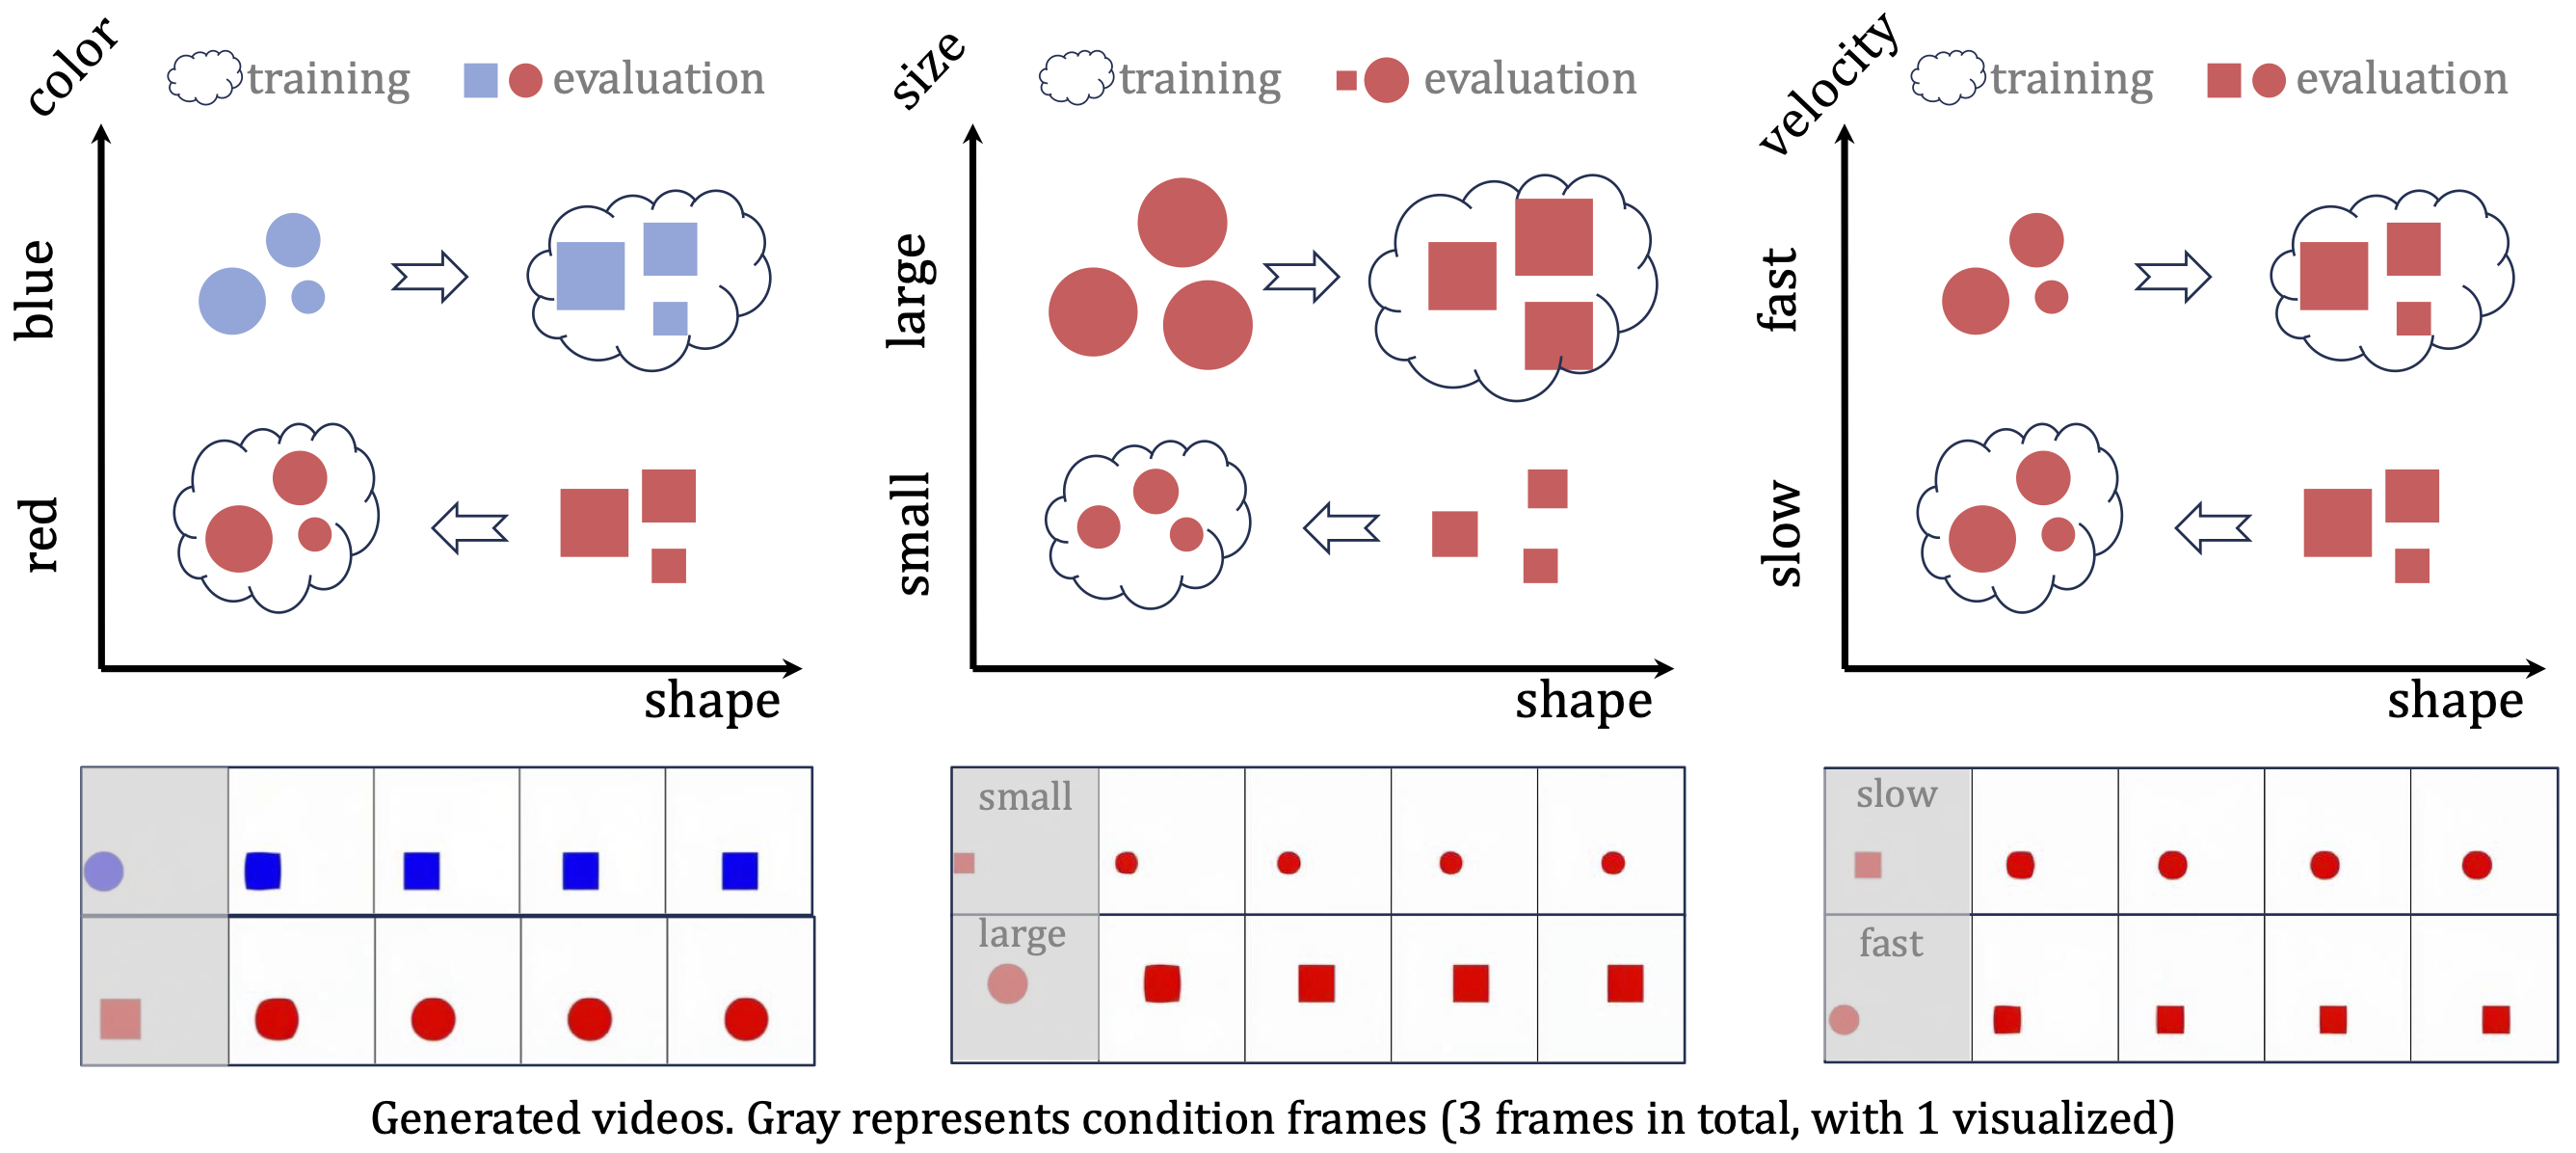 color
training
evaluation
blue
red
shape
size
training
evaluation
large
small
shape
velocity
training
evaluation
fast
slow
shape
small
large
slow
fast
Generated videos. Gray represents condition frames (3 frames in total, with 1 visualized)